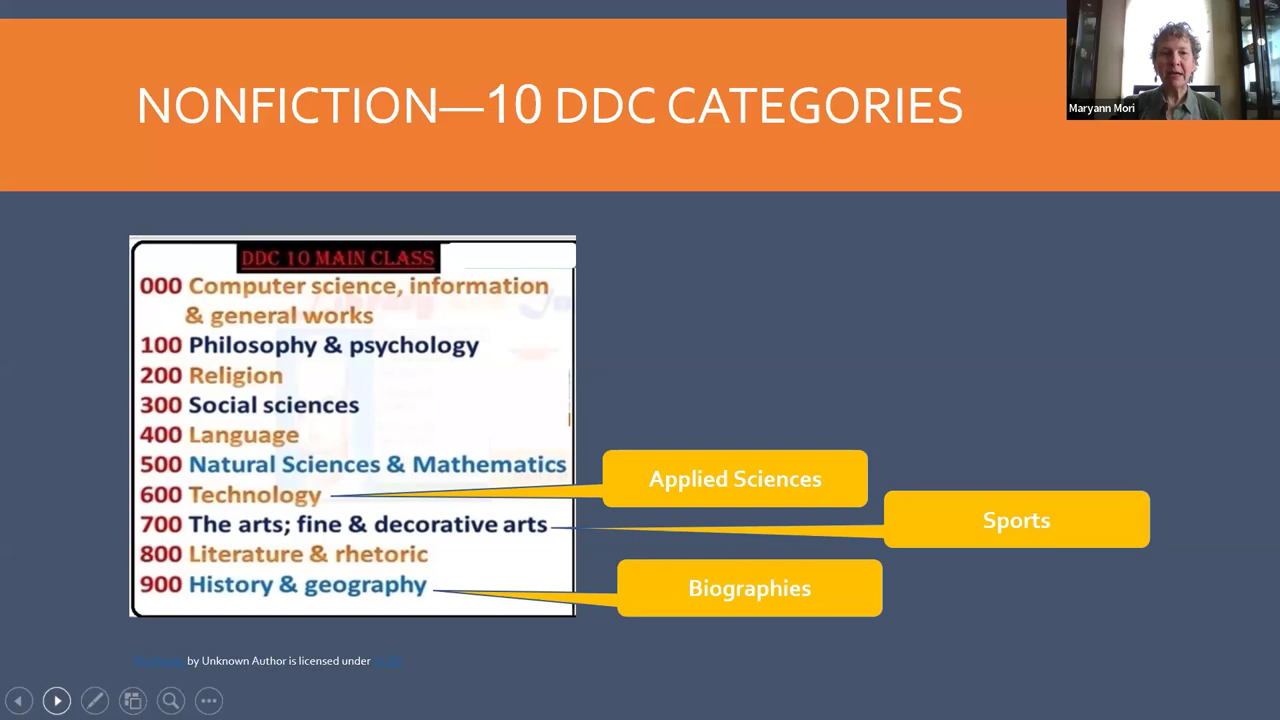 NONFICTION—10 DDC CATEGORIES
Maryann Mori
DDC 10 MAIN CLASS
000 Computer science, information
& general works
100 Philosophy & psychology
200 Religion
300 Social sciences
400 Language
500 Natural Sciences & Mathematics
600 Technology
Applied Sciences
700 The arts; fine & decorative arts
Sports
800 Literature & rhetoric
900 History & geography
Biographies
by Unknown Author is licensed under